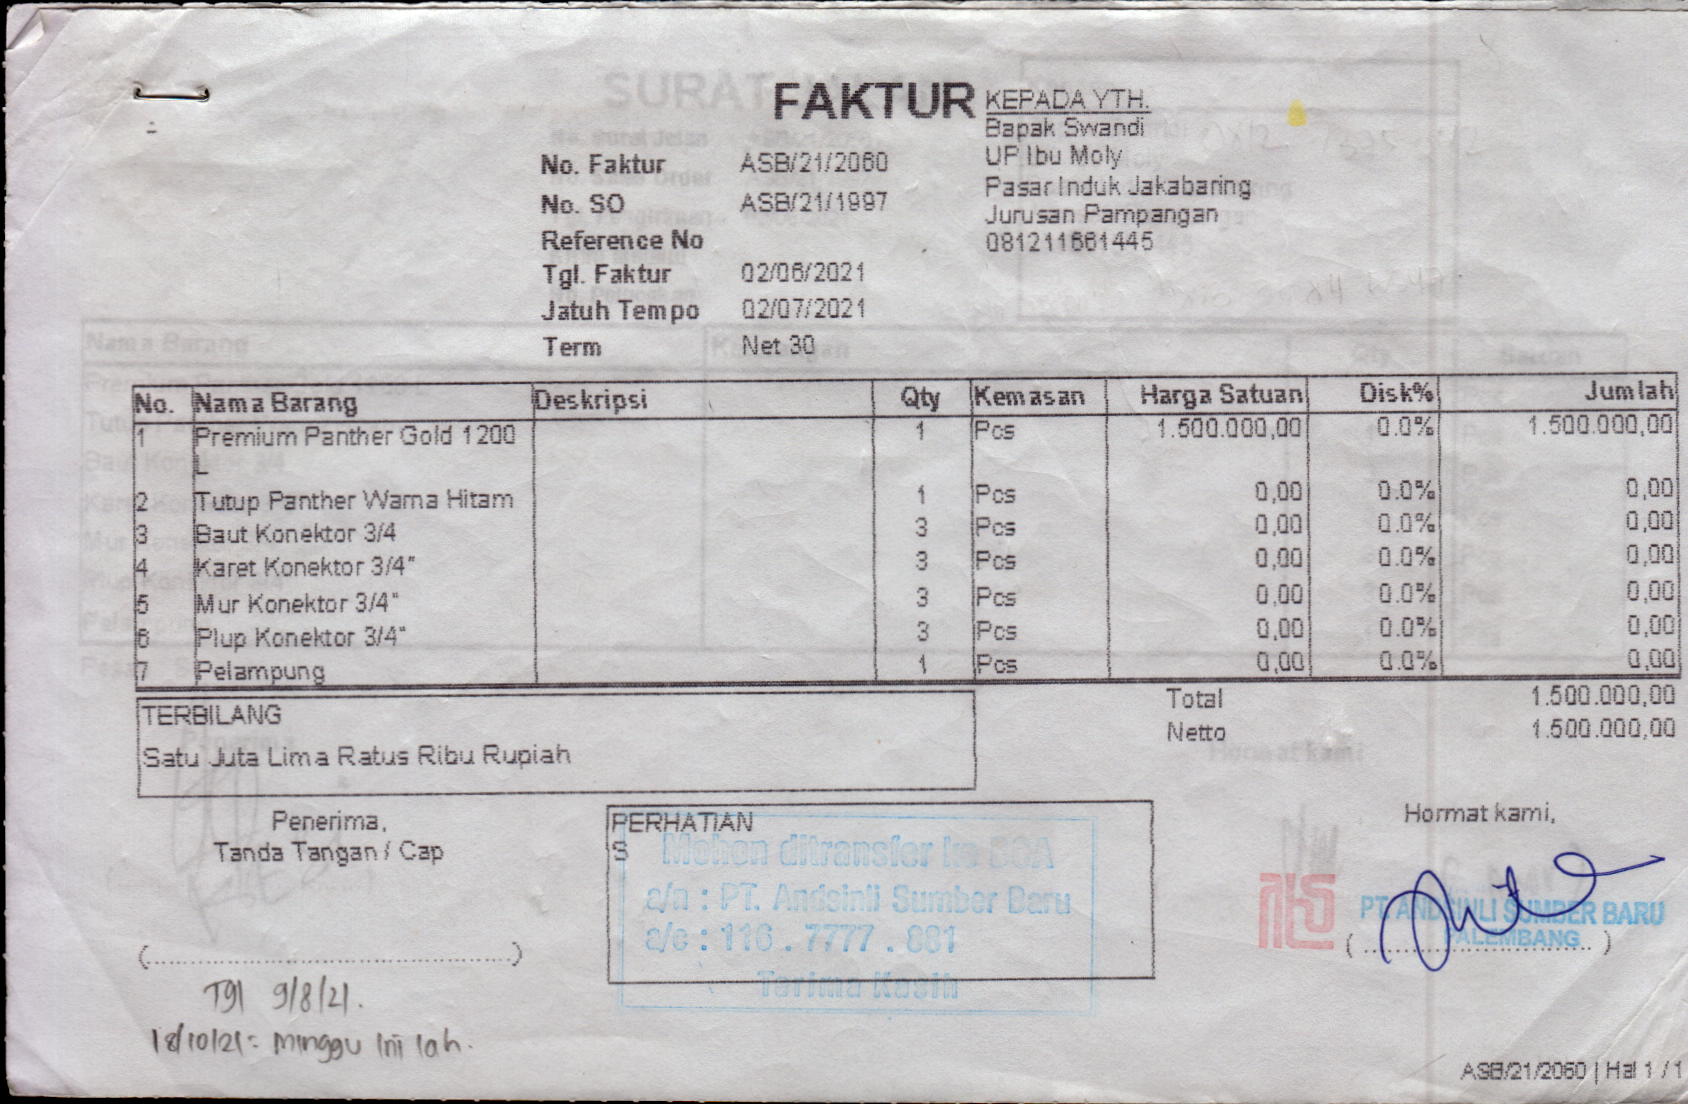 FAKTUR
No. Faktur ASB/21/2060
No. SO ASB/21/1997
Reference No
Tgl. Faktur 02/06/2021
Jatuh Tempo 02/07/2021
Term Net 30
KEPADA YTH.
Bapak Swandi
UP Ibu Moly
Pasar Induk Jakabaring
Jurusan Pampangan
081211661445
No. Nama Barang Deskripsi Qty Kemasan Harga Satuan Disk% Jumlah
1 Premium Panther Gold 1200 1 Pcs 1.500.000,00 0.0% 1.500.000,00
L
2 Tutup Panther Warna Hitam 1 Pcs 0,00 0.0% 0,00
3 Baut Konektor 3/4 3 Pcs 0,00 0.0% 0,00
4 Karet Konektor 3/4" 3 Pcs 0,00 0.0% 0,00
5 Mur Konektor 3/4" 3 Pcs 0,00 0.0% 0,00
6 Plup Konektor 3/4" 3 Pcs 0,00 0.0% 0,00
7 Pelampung 1 Pcs 0,00 0.0% 0,00
Total 1.500.000,00
Netto 1.500.000,00
TERBILANG
Satu Juta Lima Ratus Ribu Rupiah
Penerima,
Tanda Tangan / Cap
(....................................................)
PERHATIAN
S
Mohon ditransfer ke BCA
a/n : PT. Andsinli Sumber Baru
a/c : 116 . 7777 . 881
Terima Kasih
Hormat kami,
PT ANDSINLI SUMBER BARU
PALEMBANG
(....................................)
Tgl 9/8/21.
18/10/21 = Minggu ini lah.
ASB/21/2060 | Hal 1 / 1